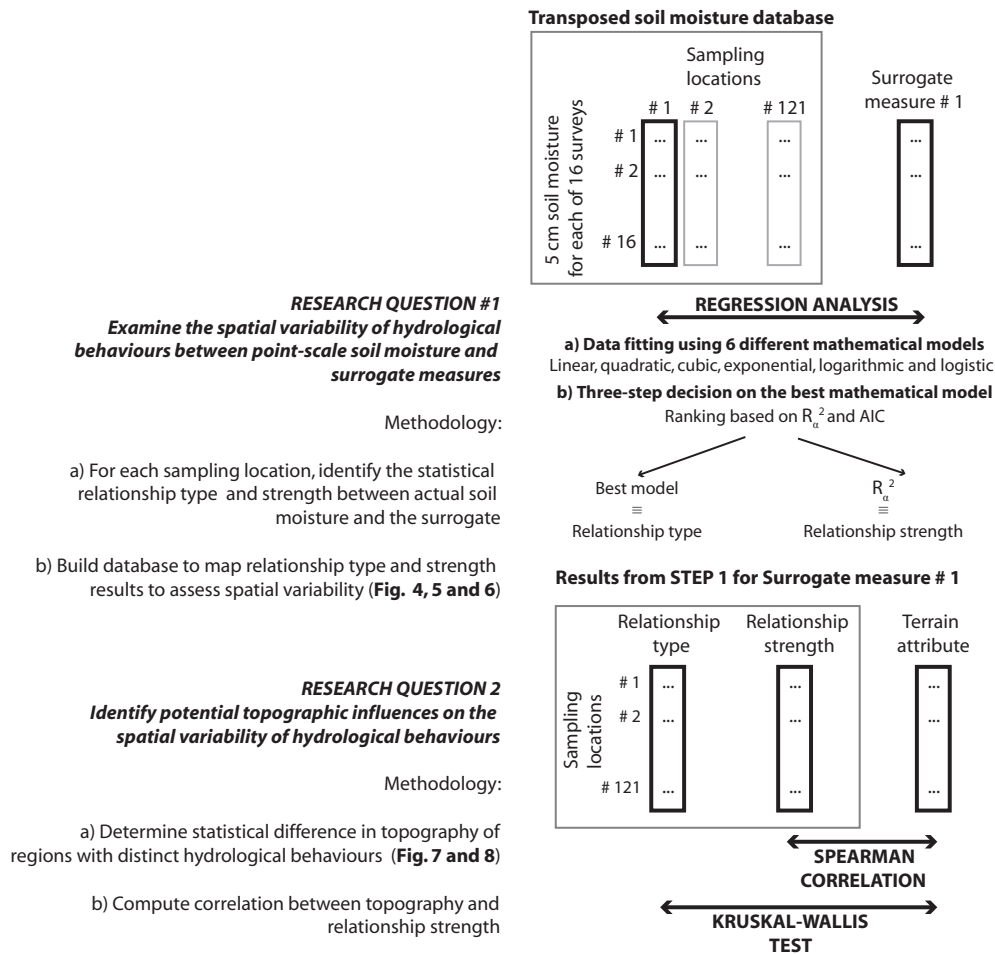 Transposed soil moisture database
Sampling
locations
Surrogate
measure # 1
5 cm soil moisture
for each of 16 surveys
# 1 # 2 # 121
# 1 ... ... ... ...
# 2 ... ... ... ...
# 16 ... ... ... ...
RESEARCH QUESTION #1
Examine the spatial variability of hydrological
behaviours between point-scale soil moisture and
surrogate measures
Methodology:
a) For each sampling location, identify the statistical
relationship type and strength between actual soil
moisture and the surrogate
b) Build database to map relationship type and strength
results to assess spatial variability (Fig. 4, 5 and 6)
REGRESSION ANALYSIS
a) Data fitting using 6 different mathematical models
Linear, quadratic, cubic, exponential, logarithmic and logistic
b) Three-step decision on the best mathematical model
Ranking based on Rα² and AIC
Best model
≡
Relationship type
Rα²
≡
Relationship strength
RESEARCH QUESTION 2
Identify potential topographic influences on the
spatial variability of hydrological behaviours
Methodology:
a) Determine statistical difference in topography of
regions with distinct hydrological behaviours (Fig. 7 and 8)
b) Compute correlation between topography and
relationship strength
Results from STEP 1 for Surrogate measure # 1
Relationship
type
Relationship
strength
Terrain
attribute
Sampling
locations
# 1 ... ... ...
# 2 ... ... ...
# 121 ... ... ...
SPEARMAN
CORRELATION
KRUSKAL-WALLIS
TEST